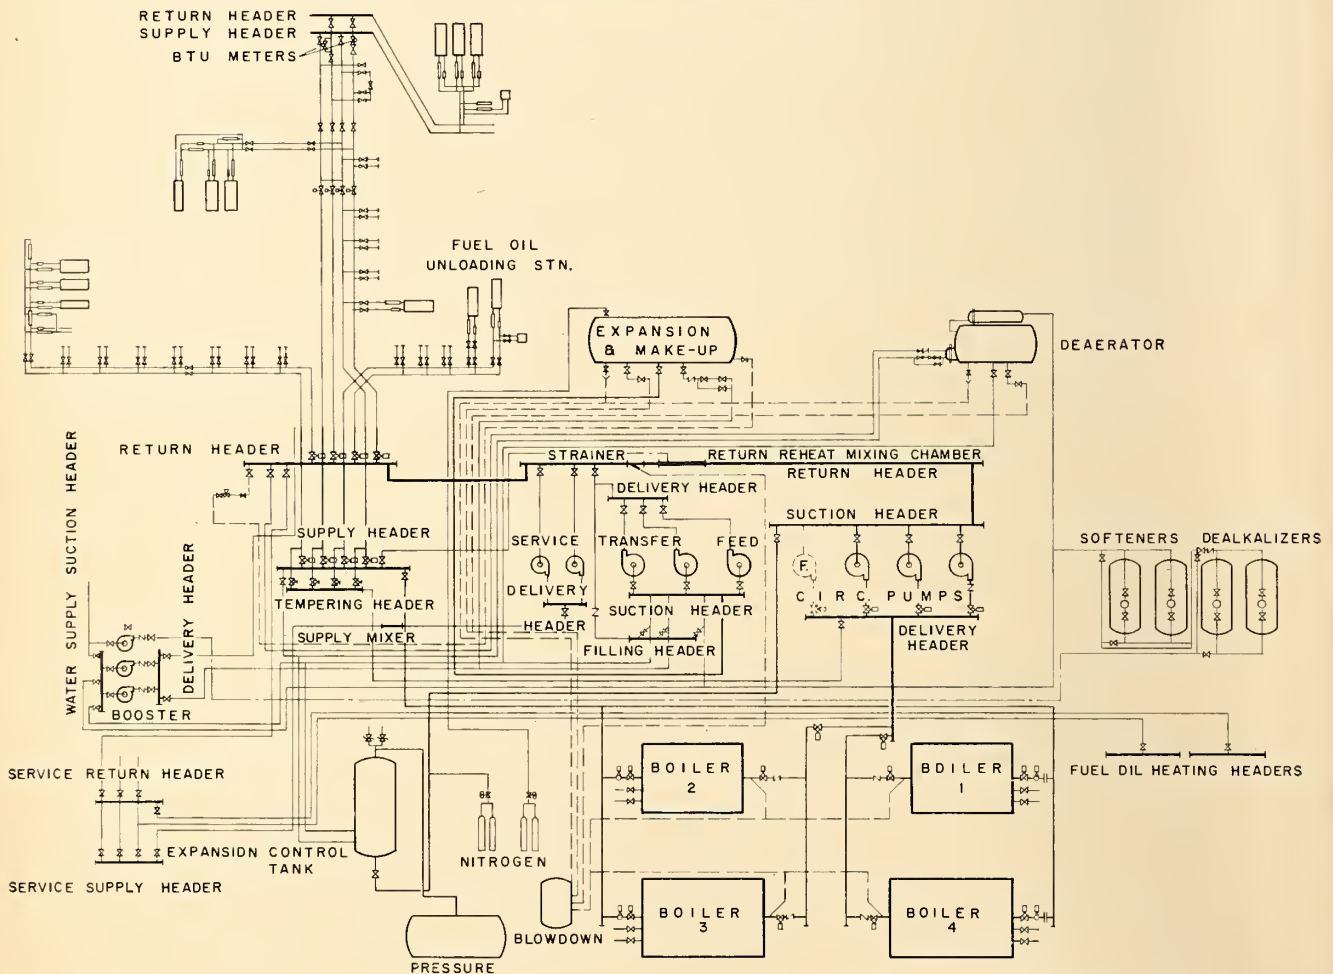 RETURN HEADER
SUPPLY HEADER
BTU METERS
FUEL OIL
UNLOADING STN.
EXPANSION
& MAKE-UP
DEAERATOR
WATER SUPPLY SUCTION HEADER
DELIVERY HEADER
RETURN HEADER
STRAINER
RETURN REHEAT MIXING CHAMBER
RETURN HEADER
DELIVERY HEADER
SUCTION HEADER
SUPPLY HEADER
SERVICE
TRANSFER
FEED
SOFTENERS
DEALKALIZERS
F.
CIRC. PUMPS
DELIVERY
HEADER
TEMPERING HEADER
SUCTION HEADER
SUPPLY MIXER
FILLING HEADER
DELIVERY
HEADER
BOOSTER
SERVICE RETURN HEADER
BOILER
2
BDILER
1
FUEL DIL HEATING HEADERS
EXPANSIDN CONTROL
TANK
NITROGEN
SERVICE SUPPLY HEADER
BOILER
3
BOILER
4
BLOWDOWN
PRESSURE